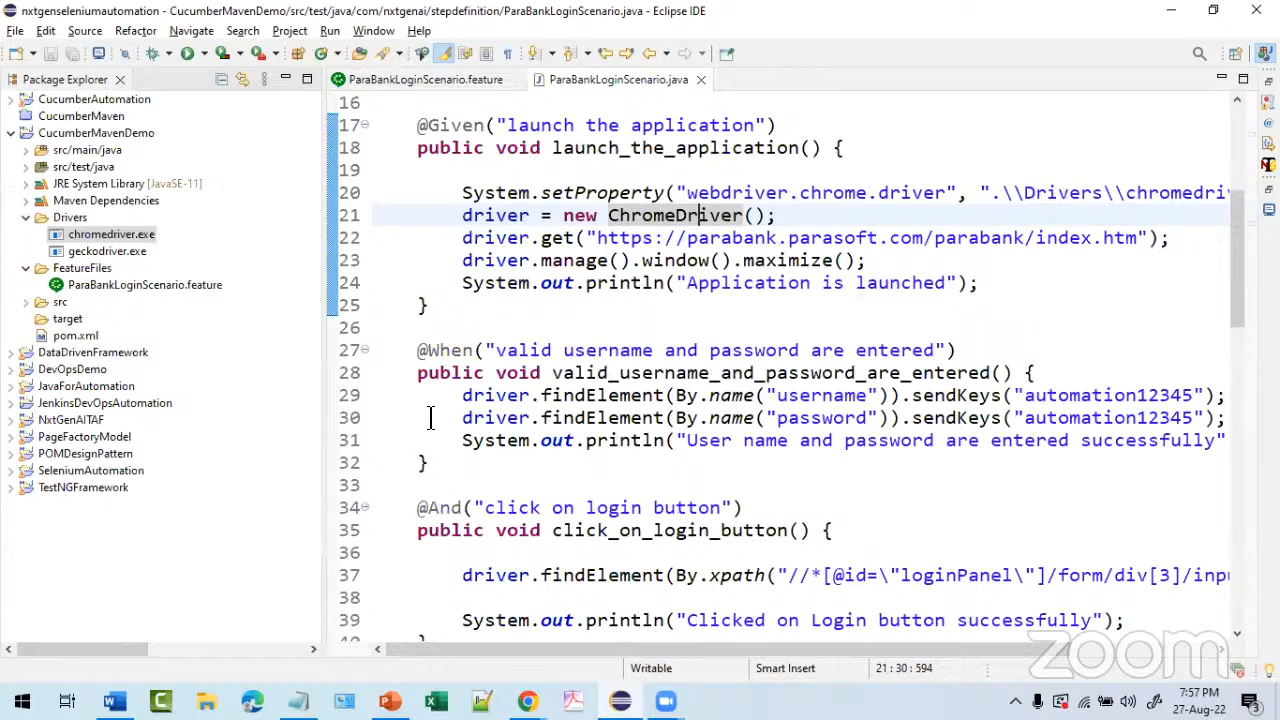 nxtgenseleniumautomation - CucumberMavenDemo/src/test/java/com/nxtgenai/stepdefinition/ParaBankLoginScenario.java - Eclipse IDE
File Edit Source Refactor Navigate Search Project Run Window Help
Package Explorer
ParaBankLoginScenario.feature
ParaBankLoginScenario.java
CucumberAutomation
CucumberMaven
CucumberMavenDemo
src/main/java
src/test/java
JRE System Library [JavaSE-11]
Maven Dependencies
Drivers
chromedriver.exe
geckodriver.exe
FeatureFiles
ParaBankLoginScenario.feature
src
target
pom.xml
DataDrivenFramework
DevOpsDemo
JavaForAutomation
JenkinsDevOpsAutomation
NxtGenAITAF
PageFactoryModel
POMDesignPattern
SeleniumAutomation
TestNGFramework
16
17 @Given("launch the application")
18 public void launch_the_application() {
19
20 System.setProperty("webdriver.chrome.driver", ".\\Drivers\\chromedriv
21 driver = new ChromeDriver();
22 driver.get("https://parabank.parasoft.com/parabank/index.htm");
23 driver.manage().window().maximize();
24 System.out.println("Application is launched");
25 }
26
27 @When("valid username and password are entered")
28 public void valid_username_and_password_are_entered() {
29 driver.findElement(By.name("username")).sendKeys("automation12345");
30 driver.findElement(By.name("password")).sendKeys("automation12345");
31 System.out.println("User name and password are entered successfully"
32 }
33
34 @And("click on login button")
35 public void click_on_login_button() {
36
37 driver.findElement(By.xpath("//*[@id=\"loginPanel\"]/form/div[3]/inpu
38
39 System.out.println("Clicked on Login button successfully");
Writable Smart Insert 21 : 30 : 594
zoom
7:57 PM
27-Aug-22
3